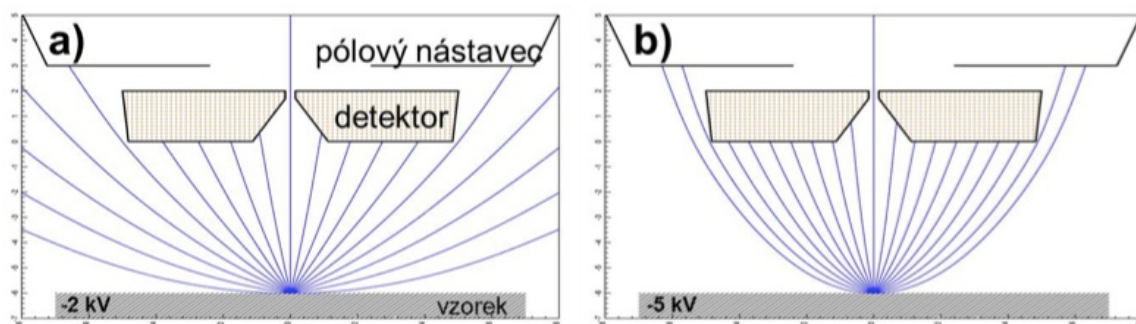 a)
pólový nástavec
detektor
-2 kV
vzorek
b)
-5 kV